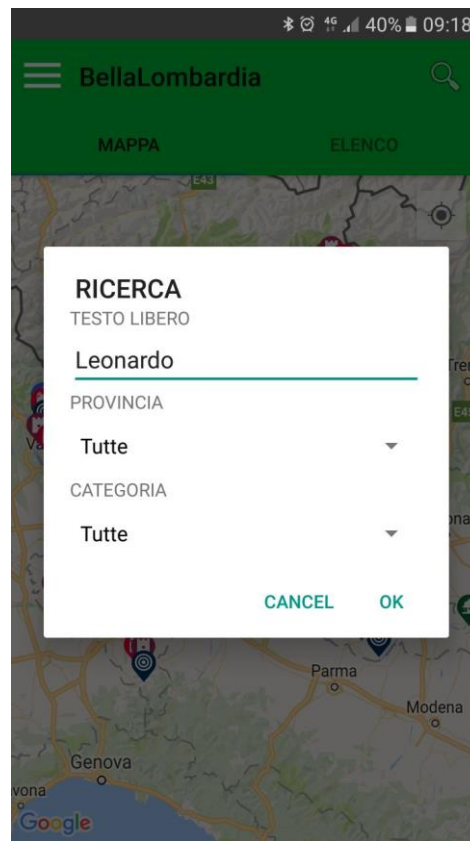 40% 09:18
4G
BellaLombardia
MAPPA ELENCO
E43
RICERCA
TESTO LIBERO
Leonardo
PROVINCIA
Tutte
CATEGORIA
Tutte
CANCEL OK
Parma
Modena
Genova
Google